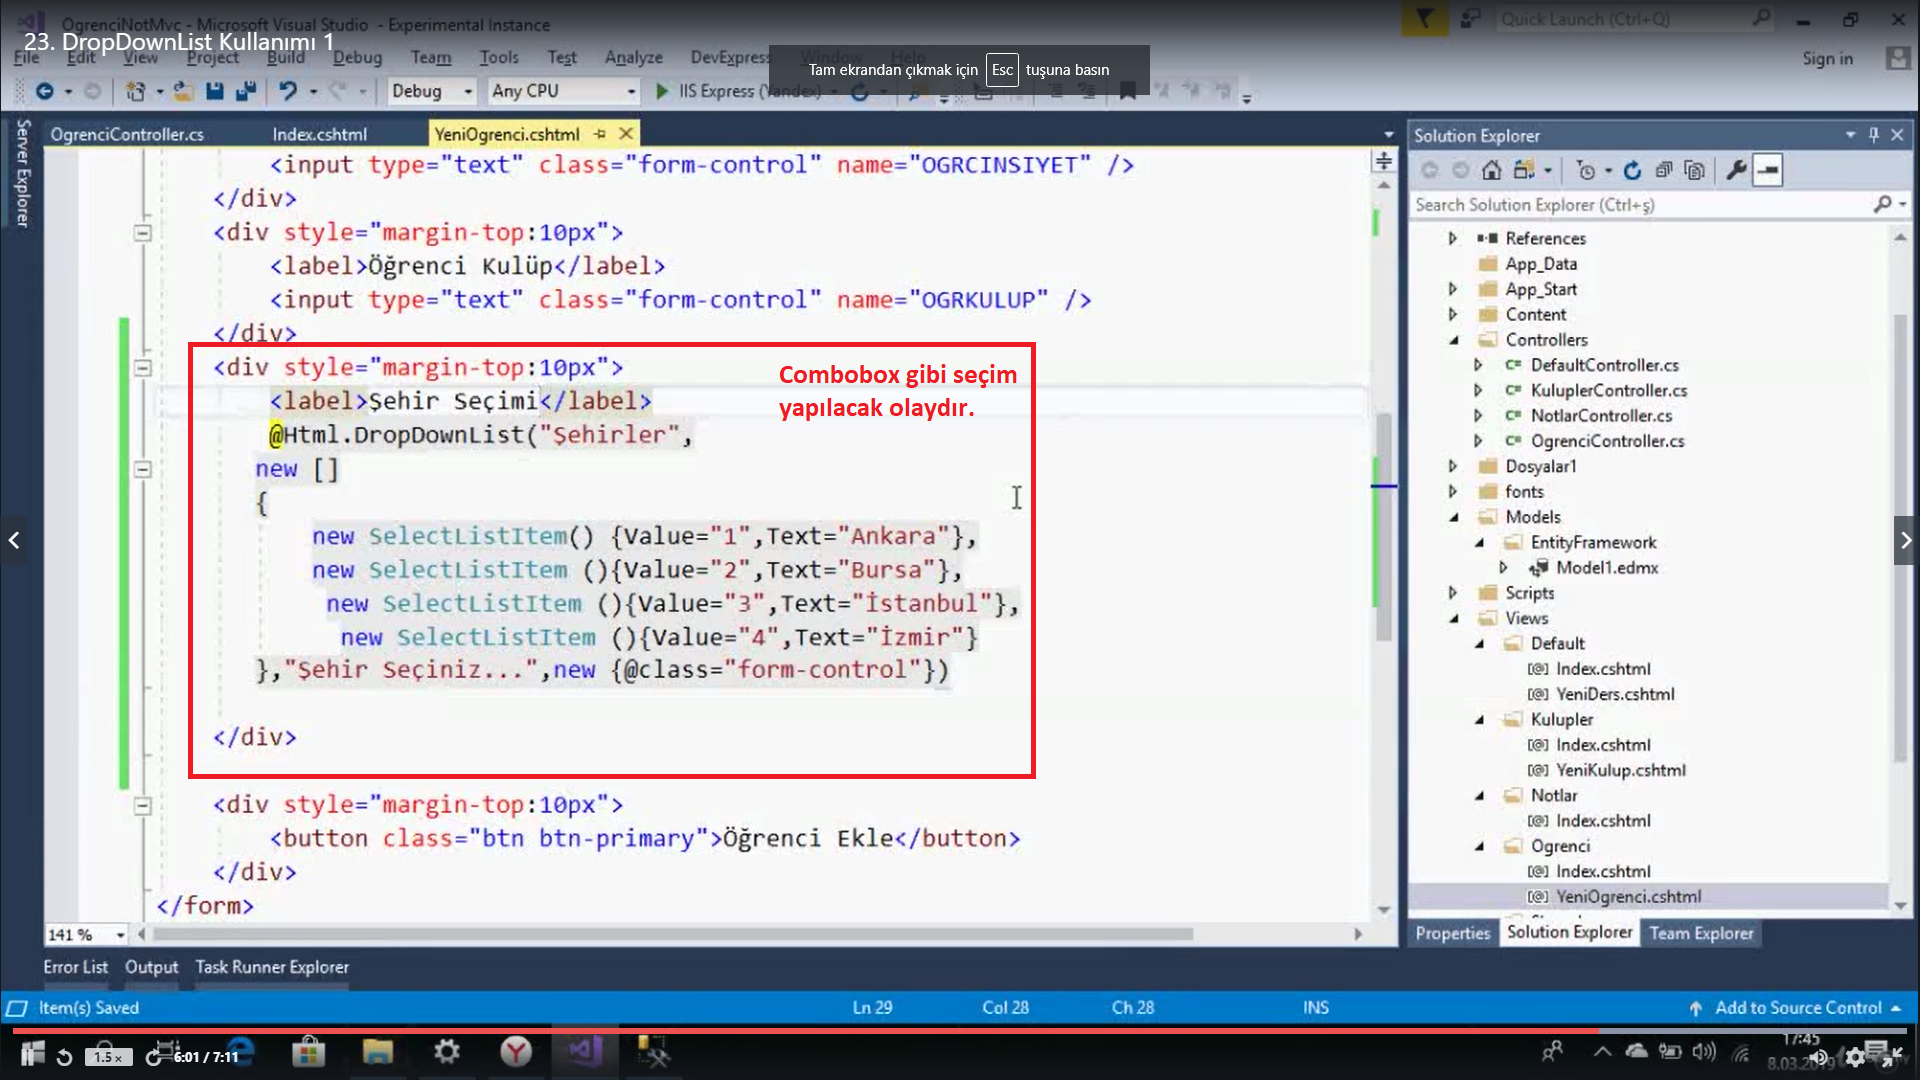 OgrenciNotMvc - Microsoft Visual Studio - Experimental Instance
Quick Launch (Ctrl+Q)
23. DropDownList Kullanımı 1
File Edit View Project Build Debug Team Tools Test Analyze DevExpress Window Help
Sign in
Tam ekrandan çıkmak için Esc tuşuna basın
Debug Any CPU IIS Express (Yandex)
Server Explorer
OgrenciController.cs Index.cshtml YeniOgrenci.cshtml
<input type="text" class="form-control" name="OGRCINSIYET" />
</div>
<div style="margin-top:10px">
<label>Öğrenci Kulüp</label>
<input type="text" class="form-control" name="OGRKULUP" />
</div>
<div style="margin-top:10px">
<label>Şehir Seçimi</label>
@Html.DropDownList("Şehirler",
new []
{
new SelectListItem() {Value="1",Text="Ankara"},
new SelectListItem (){Value="2",Text="Bursa"},
new SelectListItem (){Value="3",Text="İstanbul"},
new SelectListItem (){Value="4",Text="İzmir"}
},"Şehir Seçiniz...",new {@class="form-control"})
</div>
Combobox gibi seçim
yapılacak olaydır.
<div style="margin-top:10px">
<button class="btn btn-primary">Öğrenci Ekle</button>
</div>
</form>
141 %
Solution Explorer
Search Solution Explorer (Ctrl+ş)
References
App_Data
App_Start
Content
Controllers
C# DefaultController.cs
C# KuluplerController.cs
C# NotlarController.cs
C# OgrenciController.cs
Dosyalar1
fonts
Models
EntityFramework
Model1.edmx
Scripts
Views
Default
[@] Index.cshtml
[@] YeniDers.cshtml
Kulupler
[@] Index.cshtml
[@] YeniKulup.cshtml
Notlar
[@] Index.cshtml
Ogrenci
[@] Index.cshtml
[@] YeniOgrenci.cshtml
Properties Solution Explorer Team Explorer
Error List Output Task Runner Explorer
Item(s) Saved Ln 29 Col 28 Ch 28 INS Add to Source Control
1.5 x 6:01 / 7:11
17:45